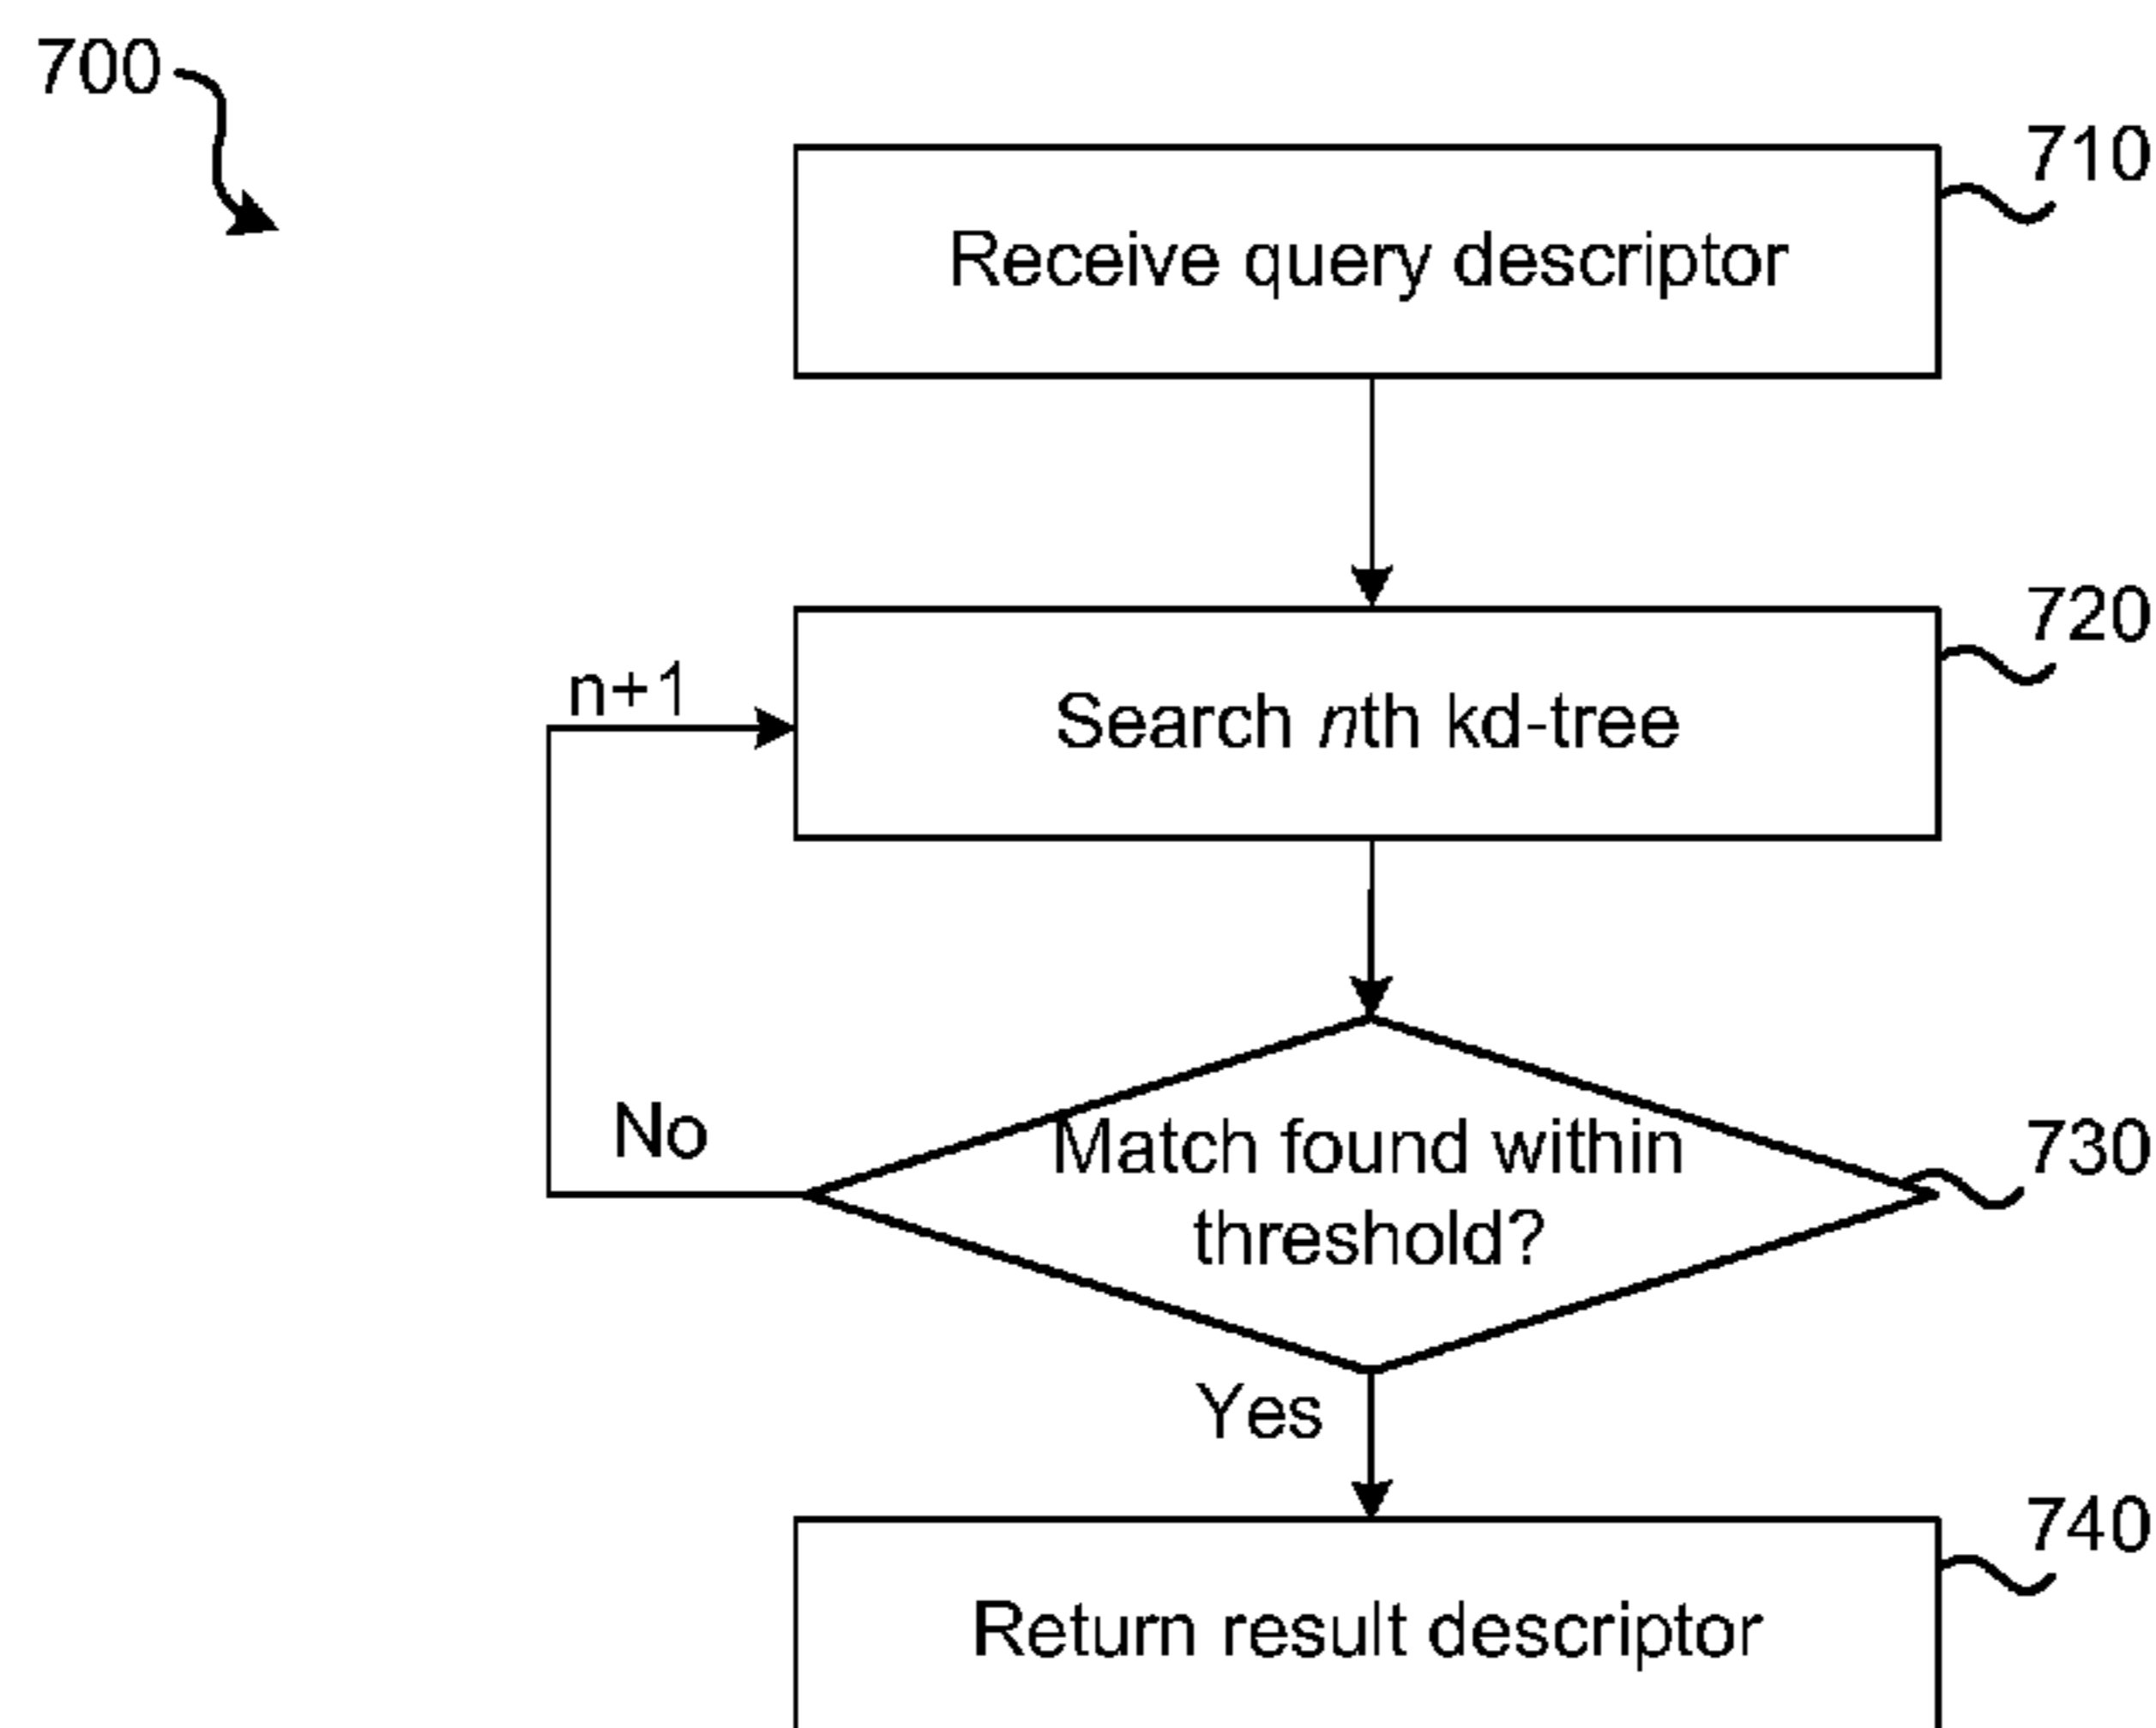 700
710
Receive query descriptor
720
n+1
Search nth kd-tree
No
Match found within
threshold?
730
Yes
740
Return result descriptor